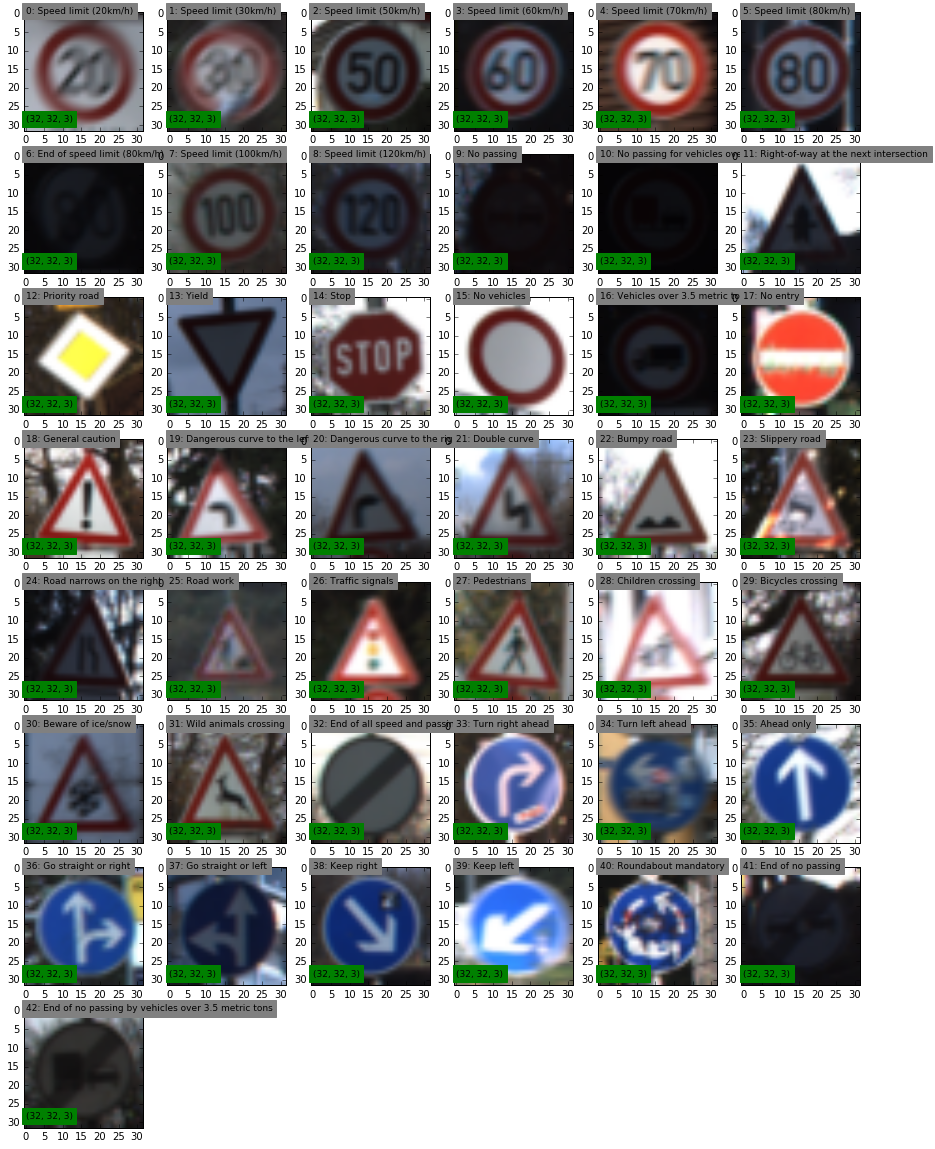 0 0: Speed limit (20km/h) 0 1: Speed limit (30km/h) 0 2: Speed limit (50km/h) 0 3: Speed limit (60km/h) 0 4: Speed limit (70km/h) 0 5: Speed limit (80km/h)
5 5 5 5 5 5
10 10 10 10 10 10
15 20 15 30 15 50 15 60 15 70 15 80
20 20 20 20 20 20
25 25 25 25 25 25
30 (32, 32, 3) 30 (32, 32, 3) 30 (32, 32, 3) 30 (32, 32, 3) 30 (32, 32, 3) 30 (32, 32, 3)
0 5 10 15 20 25 30 0 5 10 15 20 25 30 0 5 10 15 20 25 30 0 5 10 15 20 25 30 0 5 10 15 20 25 30 0 5 10 15 20 25 30
0 6: End of speed limit (80km/h) 7: Speed limit (100km/h) 0 8: Speed limit (120km/h) 0 9: No passing 0 10: No passing for vehicles 11: Right-of-way at the next intersection
5 5 5 5 5 5
10 10 10 10 10 10
15 80 15 100 15 120 15 15 15
20 20 20 20 20 20
25 25 25 25 25 25
30 (32, 32, 3) 30 (32, 32, 3) 30 (32, 32, 3) 30 (32, 32, 3) 30 (32, 32, 3) 30 (32, 32, 3)
0 5 10 15 20 25 30 0 5 10 15 20 25 30 0 5 10 15 20 25 30 0 5 10 15 20 25 30 0 5 10 15 20 25 30 0 5 10 15 20 25 30
0 12: Priority road 0 13: Yield 0 14: Stop 0 15: No vehicles 0 16: Vehicles over 3.5 metric 17: No entry
5 5 5 5 5 5
10 10 10 10 10 10
15 15 15 STOP 15 15 15
20 20 20 20 20 20
25 25 25 25 25 25
30 (32, 32, 3) 30 (32, 32, 3) 30 (32, 32, 3) 30 (32, 32, 3) 30 (32, 32, 3) 30 (32, 32, 3)
0 5 10 15 20 25 30 0 5 10 15 20 25 30 0 5 10 15 20 25 30 0 5 10 15 20 25 30 0 5 10 15 20 25 30 0 5 10 15 20 25 30
0 18: General caution 0 19: Dangerous curve to the 20: Dangerous curve to the 21: Double curve 0 22: Bumpy road 0 23: Slippery road
5 5 5 5 5 5
10 10 10 10 10 10
15 15 15 15 15 15
20 20 20 20 20 20
25 25 25 25 25 25
30 (32, 32, 3) 30 (32, 32, 3) 30 (32, 32, 3) 30 (32, 32, 3) 30 (32, 32, 3) 30 (32, 32, 3)
0 5 10 15 20 25 30 0 5 10 15 20 25 30 0 5 10 15 20 25 30 0 5 10 15 20 25 30 0 5 10 15 20 25 30 0 5 10 15 20 25 30
0 24: Road narrows on the right 25: Road work 0 26: Traffic signals 0 27: Pedestrians 0 28: Children crossing 0 29: Bicycles crossing
5 5 5 5 5 5
10 10 10 10 10 10
15 15 15 15 15 15
20 20 20 20 20 20
25 25 25 25 25 25
30 (32, 32, 3) 30 (32, 32, 3) 30 (32, 32, 3) 30 (32, 32, 3) 30 (32, 32, 3) 30 (32, 32, 3)
0 5 10 15 20 25 30 0 5 10 15 20 25 30 0 5 10 15 20 25 30 0 5 10 15 20 25 30 0 5 10 15 20 25 30 0 5 10 15 20 25 30
0 30: Beware of ice/snow 0 31: Wild animals crossing 0 32: End of all speed and 33: Turn right ahead 0 34: Turn left ahead 0 35: Ahead only
5 5 5 5 5 5
10 10 10 10 10 10
15 15 15 15 15 15
20 20 20 20 20 20
25 25 25 25 25 25
30 (32, 32, 3) 30 (32, 32, 3) 30 (32, 32, 3) 30 (32, 32, 3) 30 (32, 32, 3) 30 (32, 32, 3)
0 5 10 15 20 25 30 0 5 10 15 20 25 30 0 5 10 15 20 25 30 0 5 10 15 20 25 30 0 5 10 15 20 25 30 0 5 10 15 20 25 30
0 36: Go straight or right 0 37: Go straight or left 0 38: Keep right 0 39: Keep left 0 40: Roundabout mandatory 0 41: End of no passing
5 5 5 5 5 5
10 10 10 10 10 10
15 15 15 15 15 15
20 20 20 20 20 20
25 25 25 25 25 25
30 (32, 32, 3) 30 (32, 32, 3) 30 (32, 32, 3) 30 (32, 32, 3) 30 (32, 32, 3) 30 (32, 32, 3)
0 5 10 15 20 25 30 0 5 10 15 20 25 30 0 5 10 15 20 25 30 0 5 10 15 20 25 30 0 5 10 15 20 25 30 0 5 10 15 20 25 30
0 42: End of no passing by vehicles over 3.5 metric tons
5
10
15
20
25
30 (32, 32, 3)
0 5 10 15 20 25 30